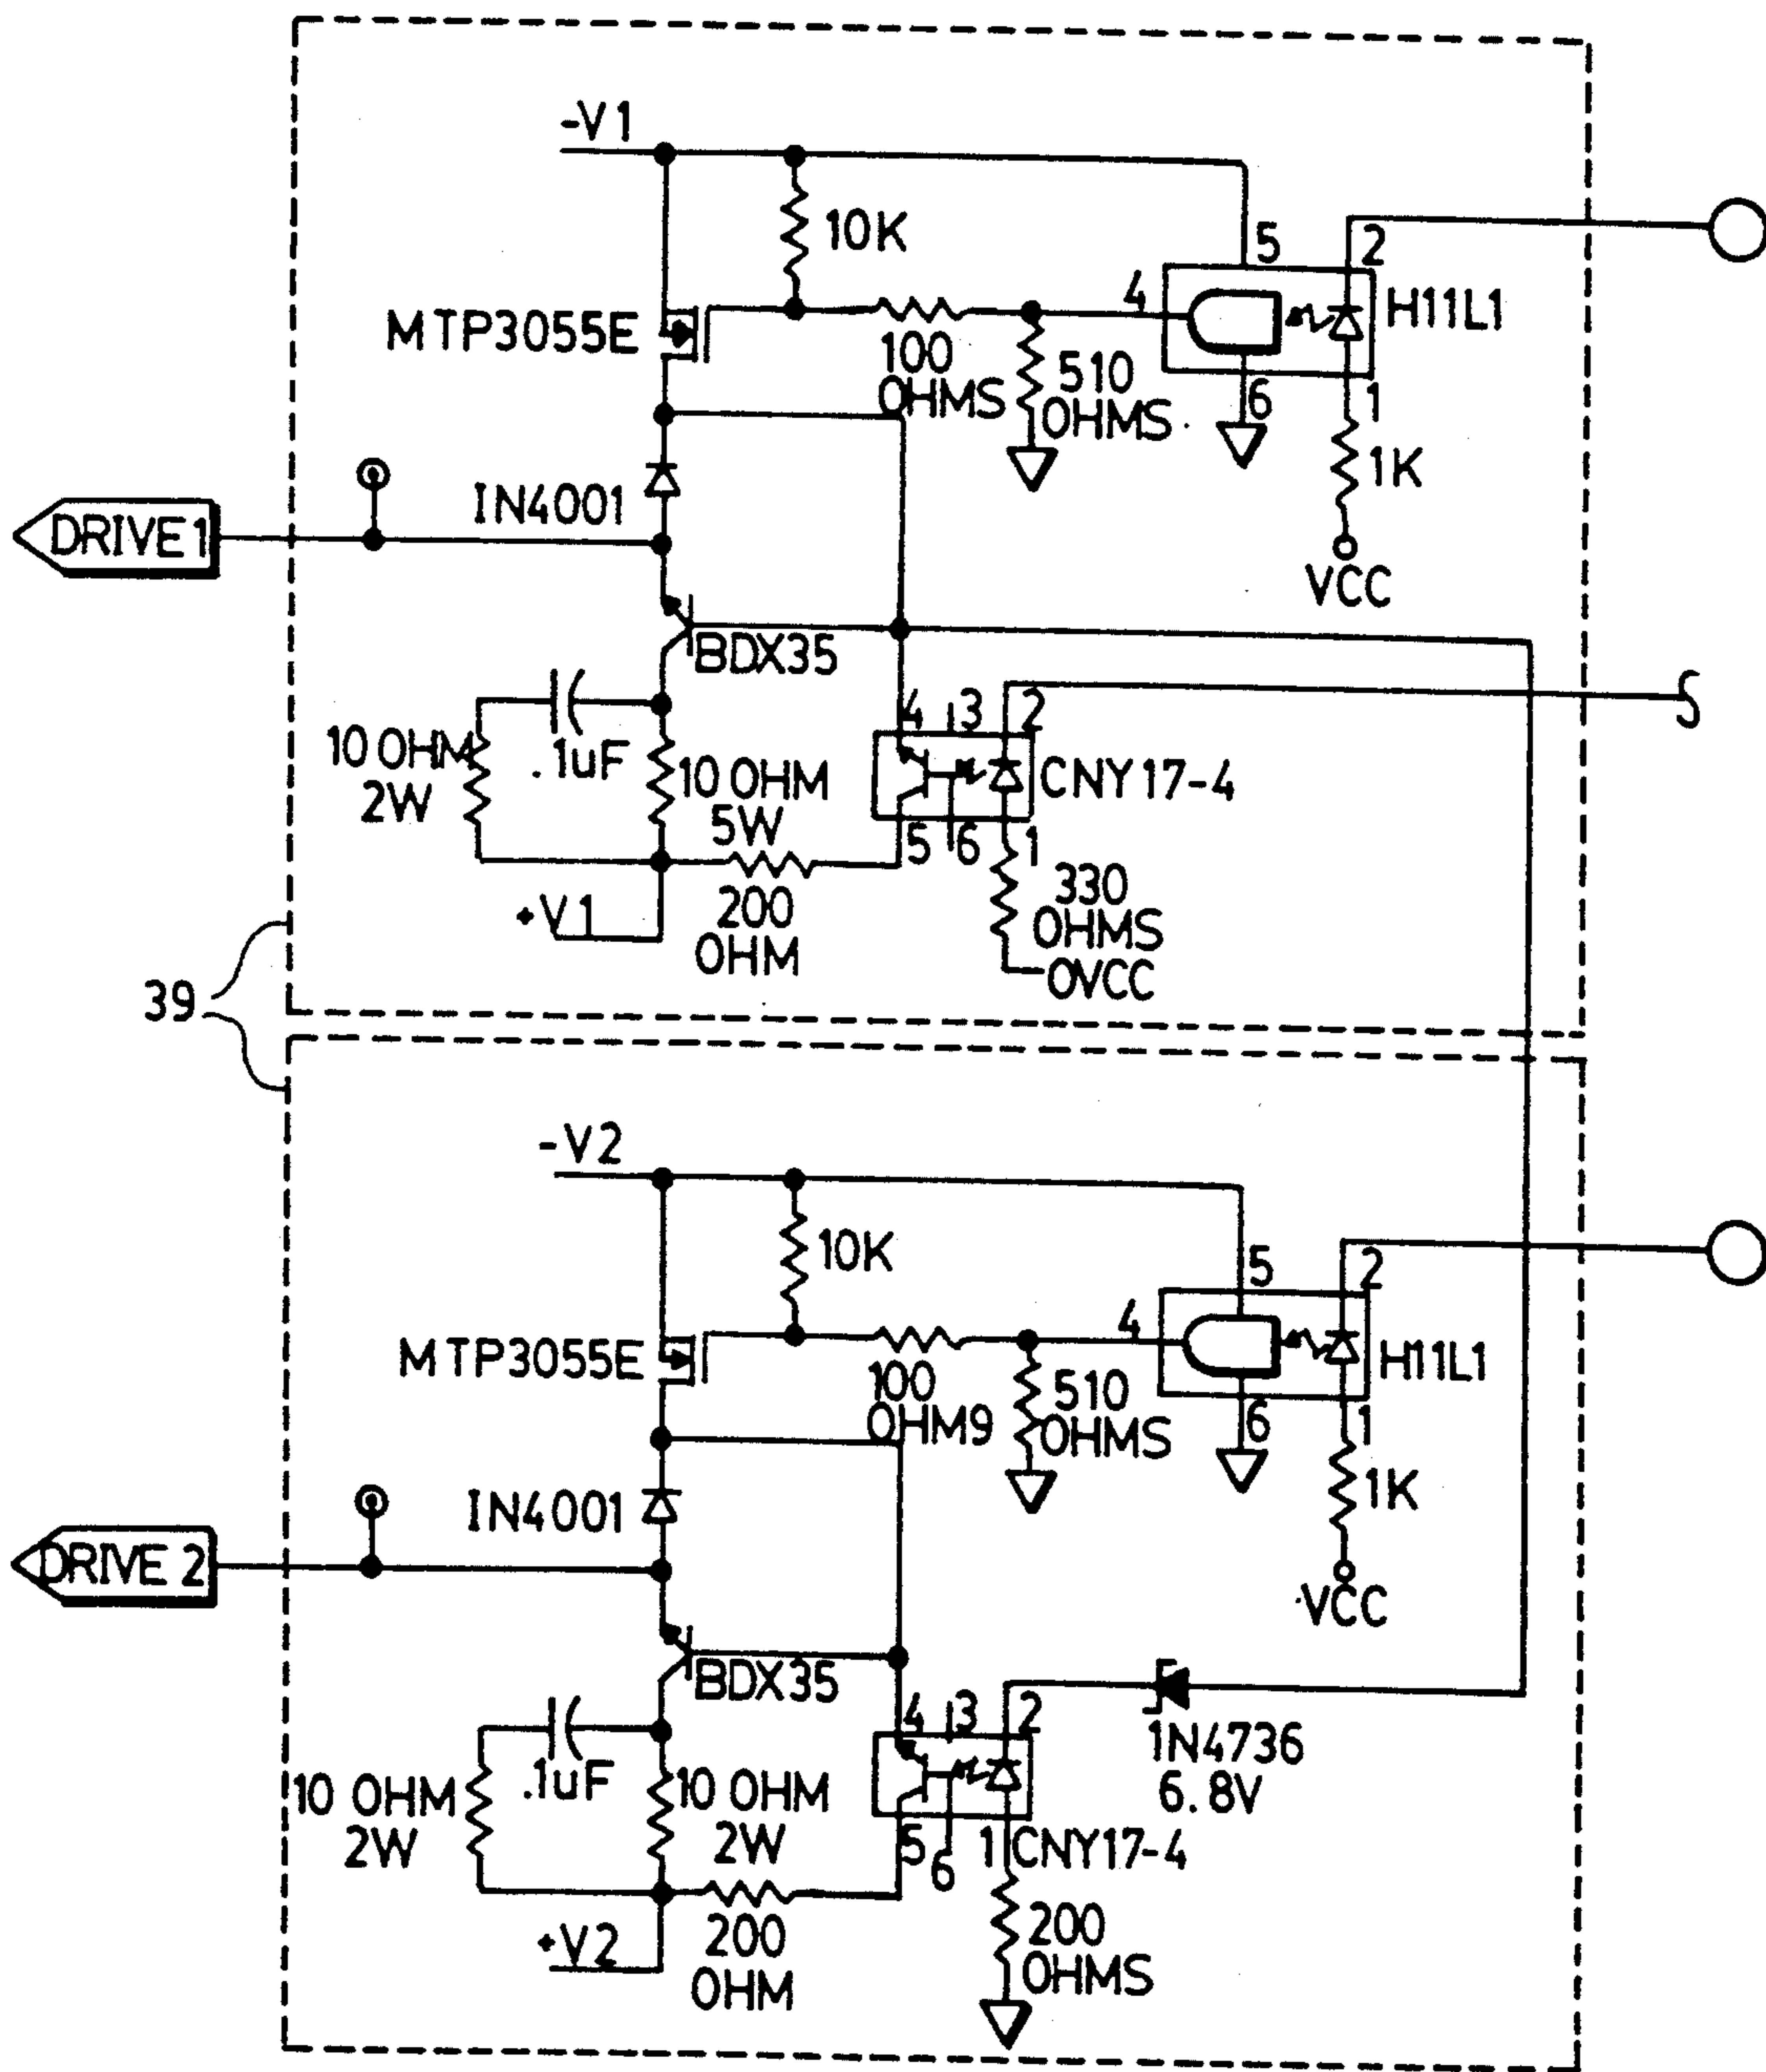 -V1
10K
5
2
4
H11L1
MTP3055E
100
OHMS
510
OHMS
6
1
1K
IN4001
DRIVE 1
VCC
BDX35
4
3
2
10 OHM
2W
.1uF
10 OHM
5W
CNY17-4
5
6
1
+V1
200
OHM
330
OHMS
OVCC
39
-V2
10K
5
2
4
H11L1
MTP3055E
100
OHM9
510
OHMS
6
1
1K
IN4001
DRIVE 2
VCC
BDX35
4
3
2
1N4736
6.8V
10 OHM
2W
.1uF
10 OHM
2W
5
6
1
CNY17-4
+V2
200
OHM
200
OHMS